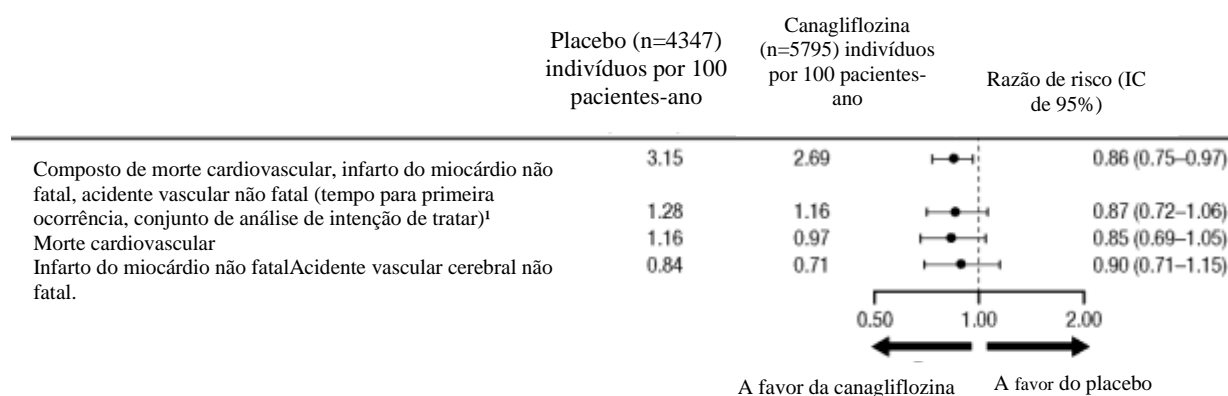 Placebo (n=4347)
indivíduos por 100
pacientes-ano
Canagliflozina
(n=5795) indivíduos
por 100 pacientes-
ano
Razão de risco (IC
de 95%)
Composto de morte cardiovascular, infarto do miocárdio não
fatal, acidente vascular não fatal (tempo para primeira
ocorrência, conjunto de análise de intenção de tratar)¹
Morte cardiovascular
Infarto do miocárdio não fatalAcidente vascular cerebral não
fatal.
3.15 2.69 0.86 (0.75–0.97)
1.28 1.16 0.87 (0.72–1.06)
1.16 0.97 0.85 (0.69–1.05)
0.84 0.71 0.90 (0.71–1.15)
0.50 1.00 2.00
A favor da canagliflozina A favor do placebo